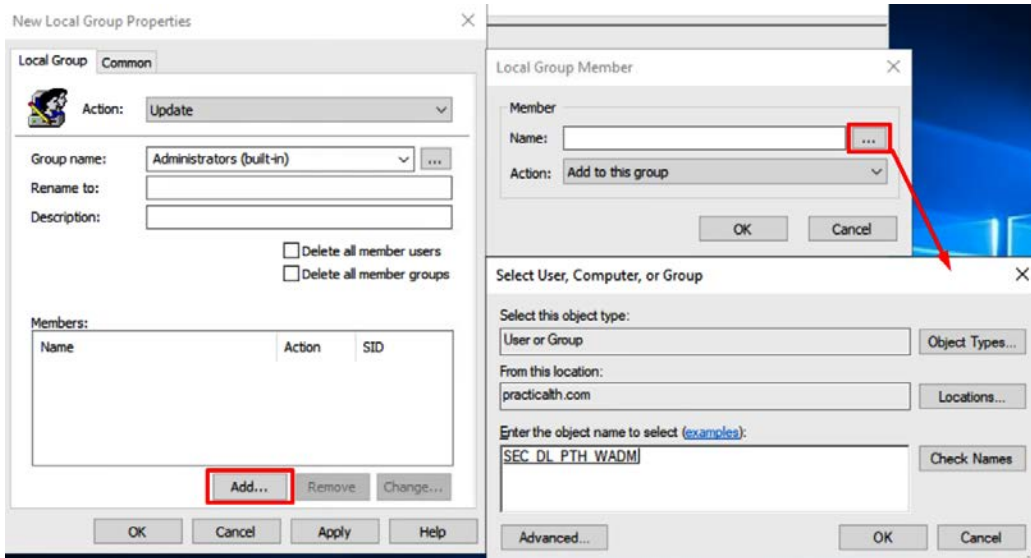 New Local Group Properties
Local Group Common
Action: Update
Group name: Administrators (built-in) ...
Rename to:
Description:
Delete all member users
Delete all member groups
Members:
Name Action SID
Add... Remove Change...
OK Cancel Apply Help
Local Group Member
Member
Name: ...
Action: Add to this group
OK Cancel
Select User, Computer, or Group
Select this object type:
User or Group Object Types...
From this location:
practicalth.com Locations...
Enter the object name to select (examples):
SEC_DL_PTH_WADM Check Names
Advanced... OK Cancel